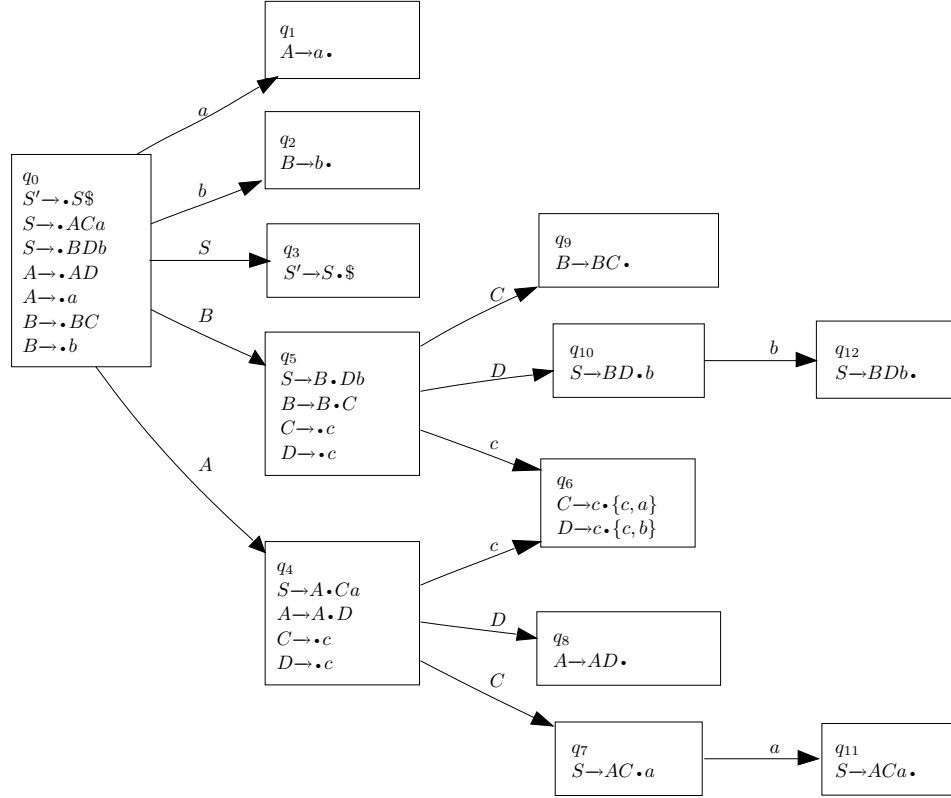 q₁
A→a•
a
q₂
B→b•
b
q₀
S′→•S$
S→•ACa
S→•BDb
A→•AD
A→•a
B→•BC
B→•b
S
q₃
S′→S•$
B
q₅
S→B•Db
B→B•C
C→•c
D→•c
C
q₉
B→BC•
D
q₁₀
S→BD•b
b
q₁₂
S→BDb•
c
q₆
C→c•{c, a}
D→c•{c, b}
A
q₄
S→A•Ca
A→A•D
C→•c
D→•c
c
D
q₈
A→AD•
C
q₇
S→AC•a
a
q₁₁
S→ACa•